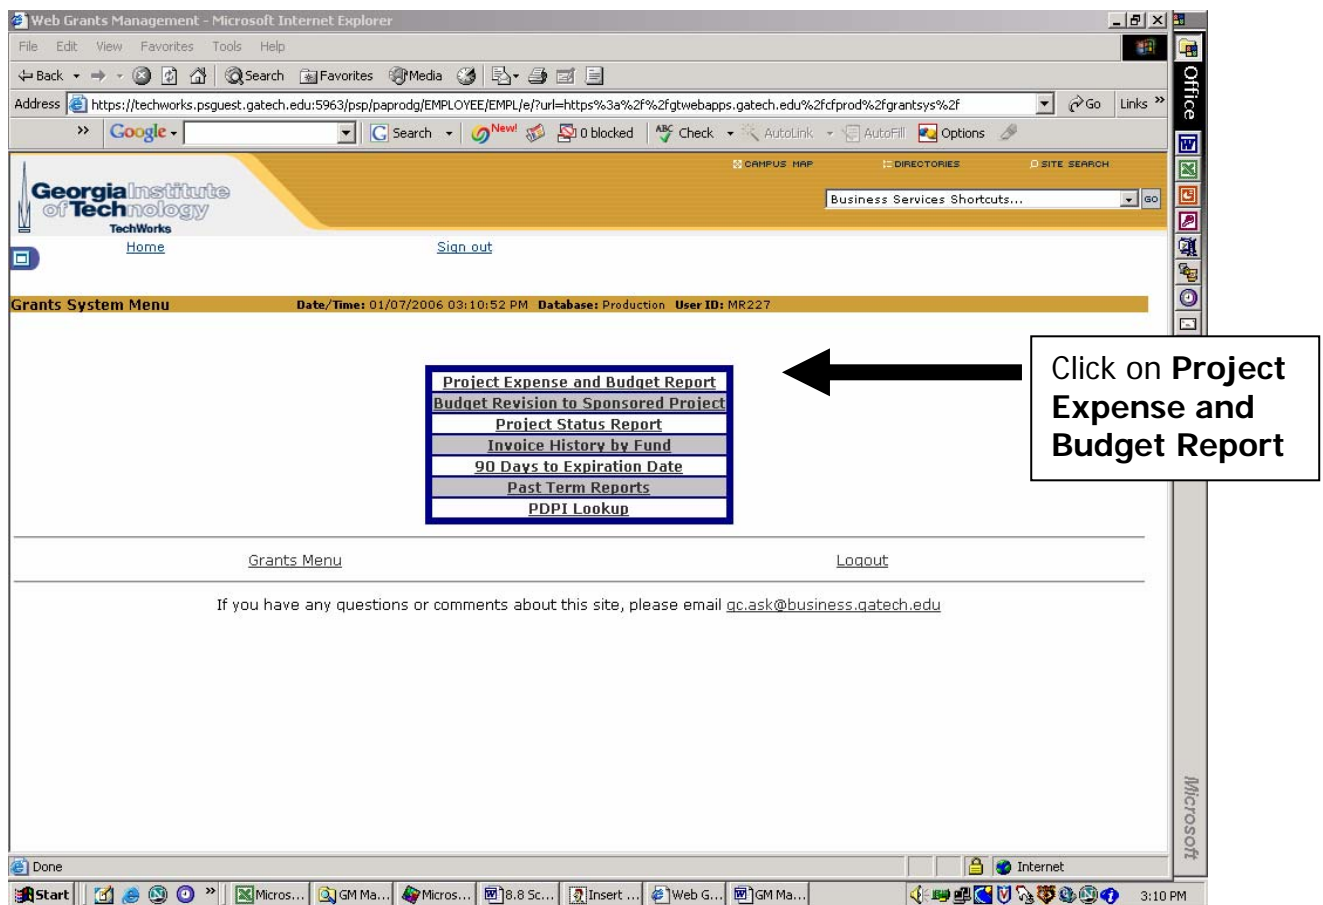 Web Grants Management - Microsoft Internet Explorer
File Edit View Favorites Tools Help
Back Search Favorites Media
Address https://techworks.psguest.gatech.edu:5963/psp/paprodg/EMPLOYEE/EMPL/e/?url=https%3a%2f%2fgtwebapps.gatech.edu%2fcfprod%2fgrantsys%2f Go Links »
» Google Search New! 0 blocked ABC Check AutoLink AutoFill Options
CAMPUS MAP DIRECTORIES SITE SEARCH
Georgia Institute
of Technology
TechWorks
Business Services Shortcuts... GO
Home Sign out
Grants System Menu Date/Time: 01/07/2006 03:10:52 PM Database: Production User ID: MR227
Project Expense and Budget Report
Budget Revision to Sponsored Project
Project Status Report
Invoice History by Fund
90 Days to Expiration Date
Past Term Reports
PDPI Lookup
Click on Project
Expense and
Budget Report
Grants Menu Logout
If you have any questions or comments about this site, please email gc.ask@business.gatech.edu
Office
Microsoft
Done Internet
Start » Micros... GM Ma... Micros... 8.8 Sc... Insert ... Web G... GM Ma... 3:10 PM